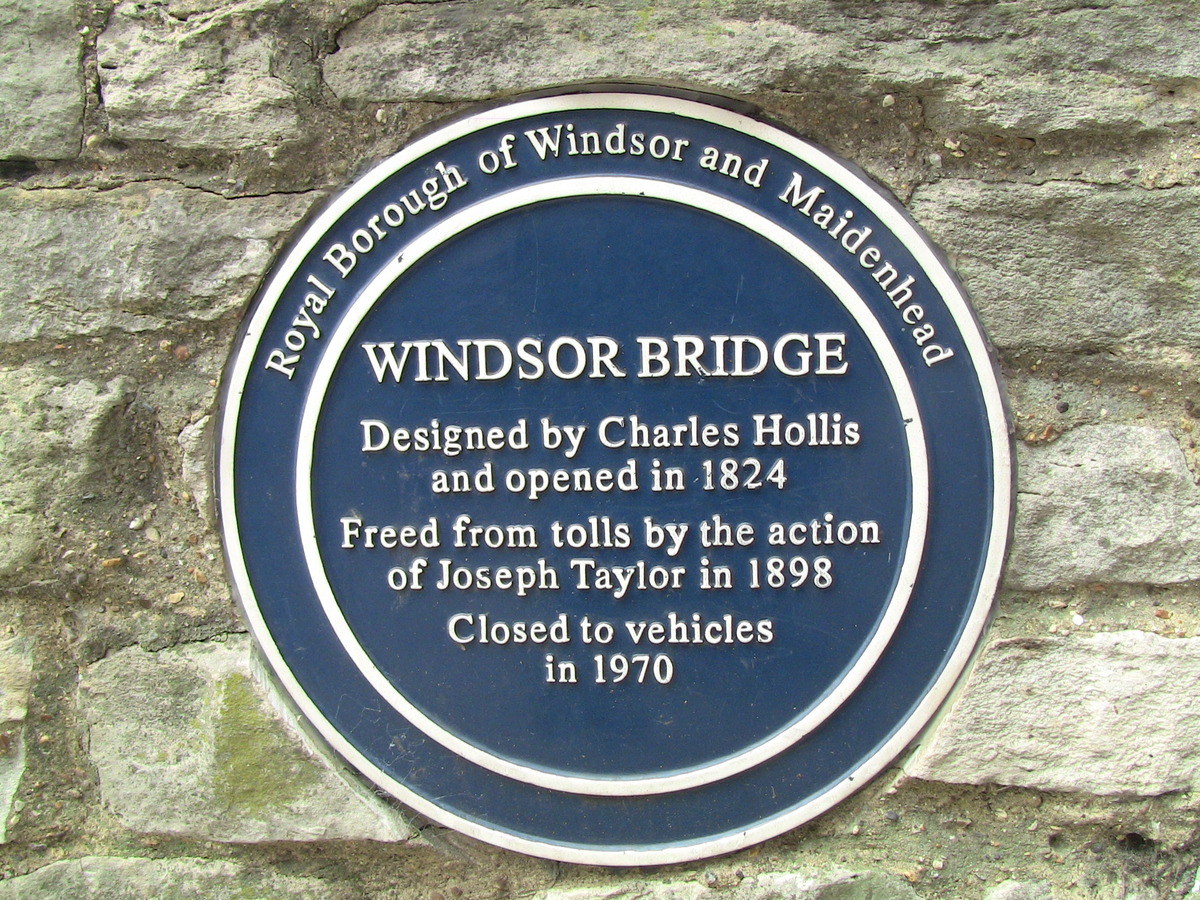 Royal Borough of Windsor and Maidenhead
WINDSOR BRIDGE
Designed by Charles Hollis
and opened in 1824
Freed from tolls by the action
of Joseph Taylor in 1898
Closed to vehicles
in 1970